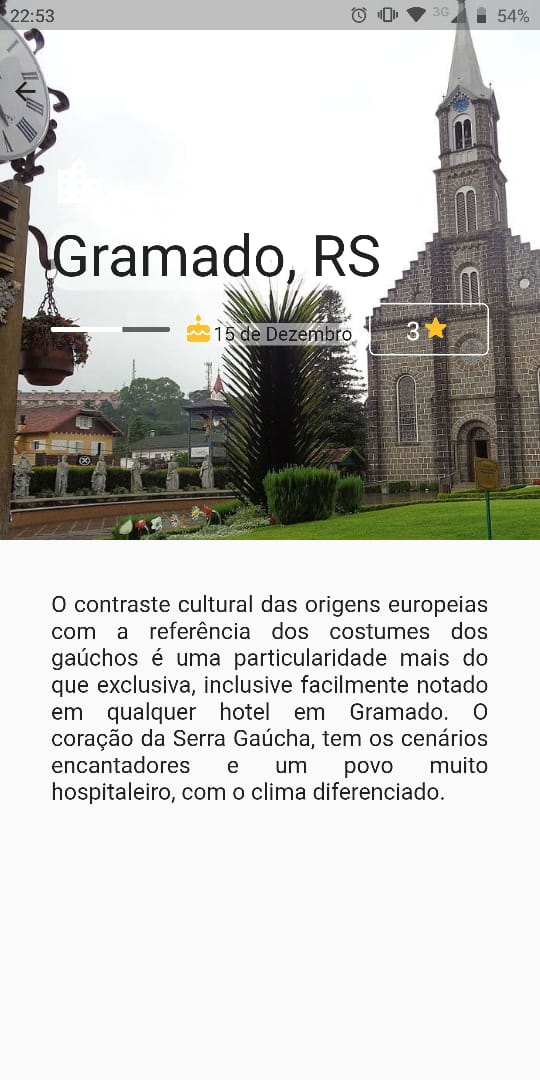 22:53
3G
54%
Gramado, RS
15 de Dezembro
3
O contraste cultural das origens europeias
com a referência dos costumes dos
gaúchos é uma particularidade mais do
que exclusiva, inclusive facilmente notado
em qualquer hotel em Gramado. O
coração da Serra Gaúcha, tem os cenários
encantadores e um povo muito
hospitaleiro, com o clima diferenciado.